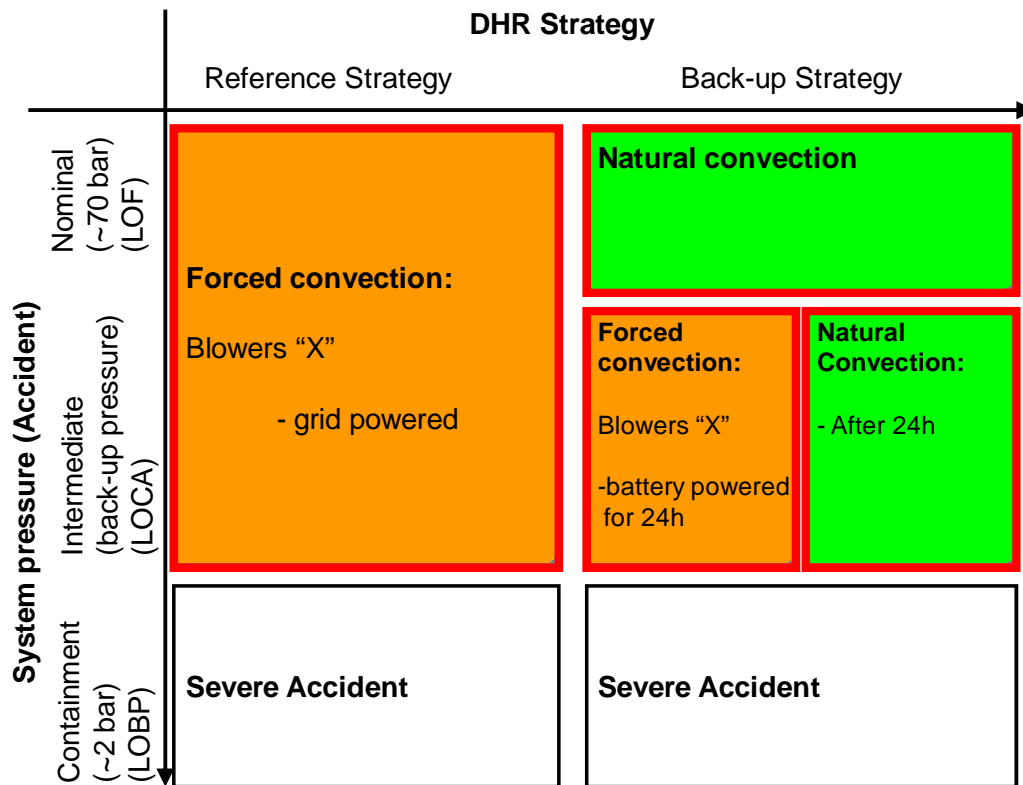 DHR Strategy
Reference Strategy
Back-up Strategy
System pressure (Accident)
Nominal
(~70 bar)
(LOF)
Forced convection:
Blowers “X”
- grid powered
Natural convection
Intermediate
(back-up pressure)
(LOCA)
Forced
convection:
Blowers “X”
-battery powered
for 24h
Natural
Convection:
- After 24h
Containment
(~2 bar)
(LOBP)
Severe Accident
Severe Accident